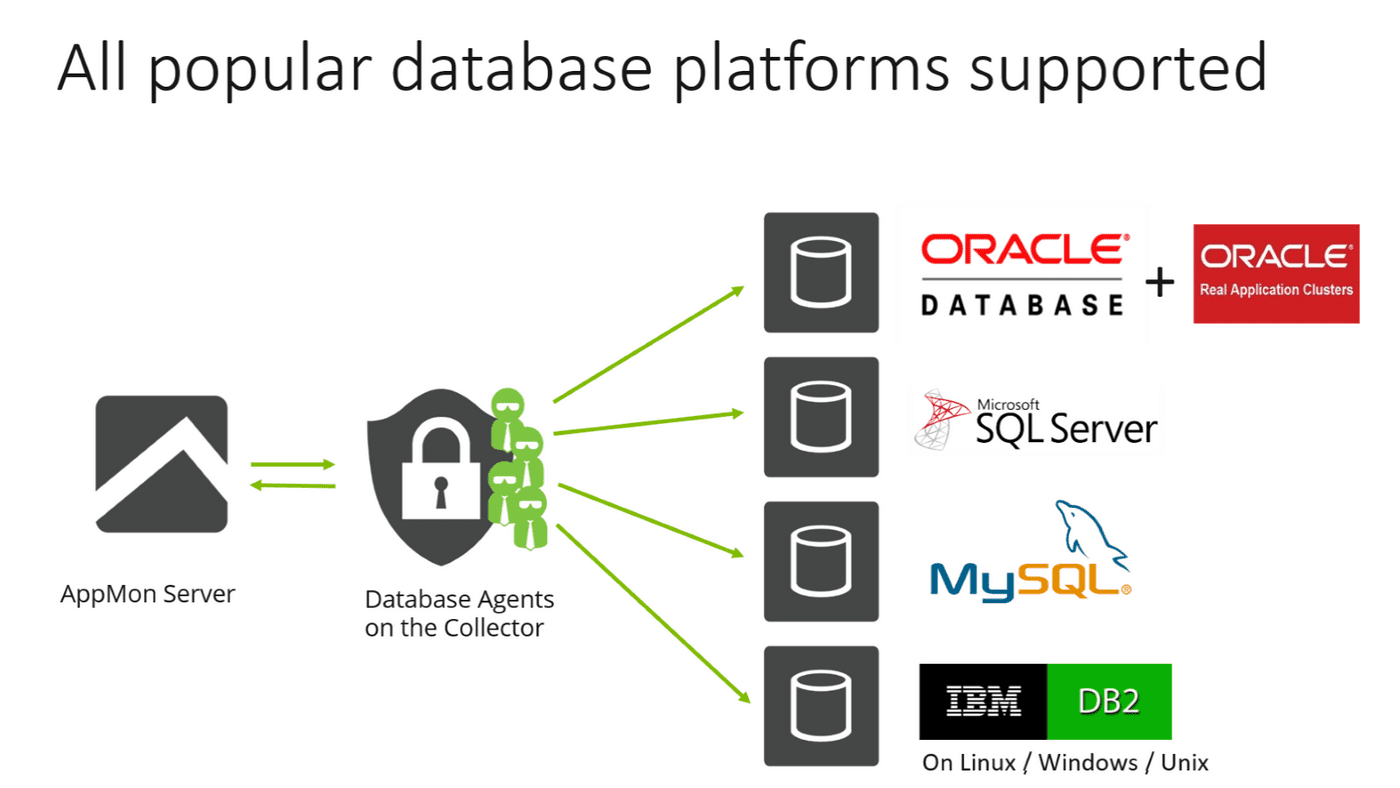 All popular database platforms supported
AppMon Server
Database Agents
on the Collector
ORACLE®
DATABASE
+
ORACLE®
Real Application Clusters
Microsoft
SQL Server
MySQL®
IBM DB2
On Linux / Windows / Unix